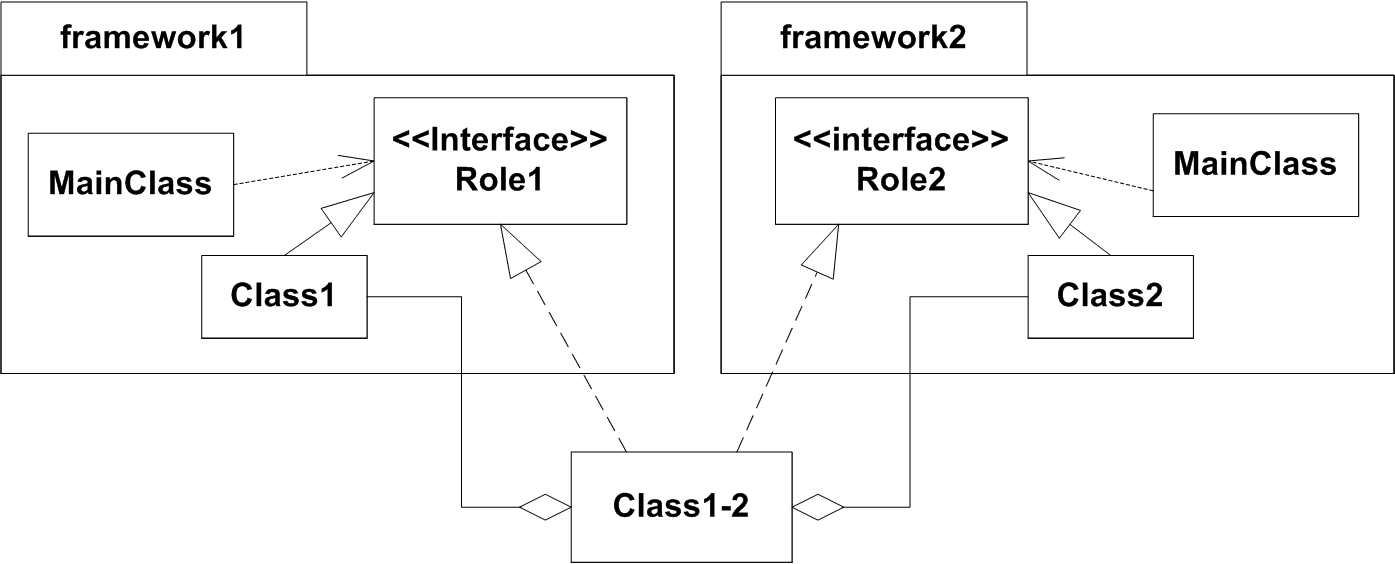 framework1
framework2
<<Interface>>
Role1
MainClass
Class1
<<interface>>
Role2
MainClass
Class2
Class1-2